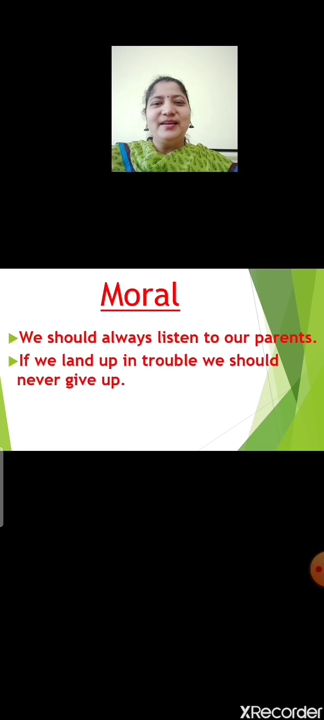 Moral
We should always listen to our parents.
If we land up in trouble we should
never give up.
XRecorder